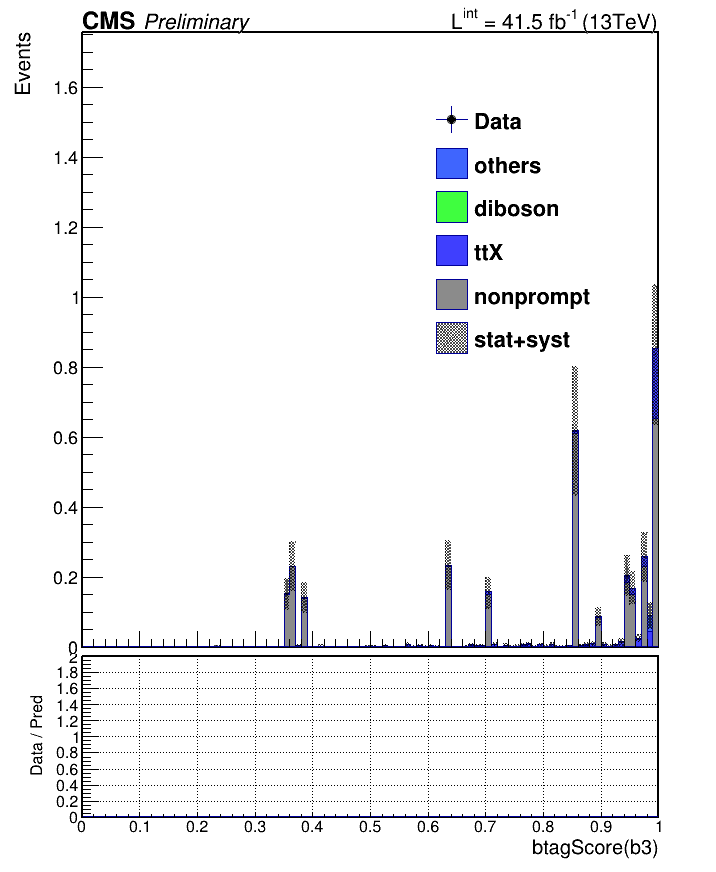 CMS Preliminary L^int = 41.5 fb^-1 (13TeV)
Events
1.6
1.4
1.2
1
0.8
0.6
0.4
0.2
0
Data
others
diboson
ttX
nonprompt
stat+syst
Data / Pred
2
1.8
1.6
1.4
1.2
1
0.8
0.6
0.4
0.2
0
0 0.1 0.2 0.3 0.4 0.5 0.6 0.7 0.8 0.9 1
btagScore(b3)